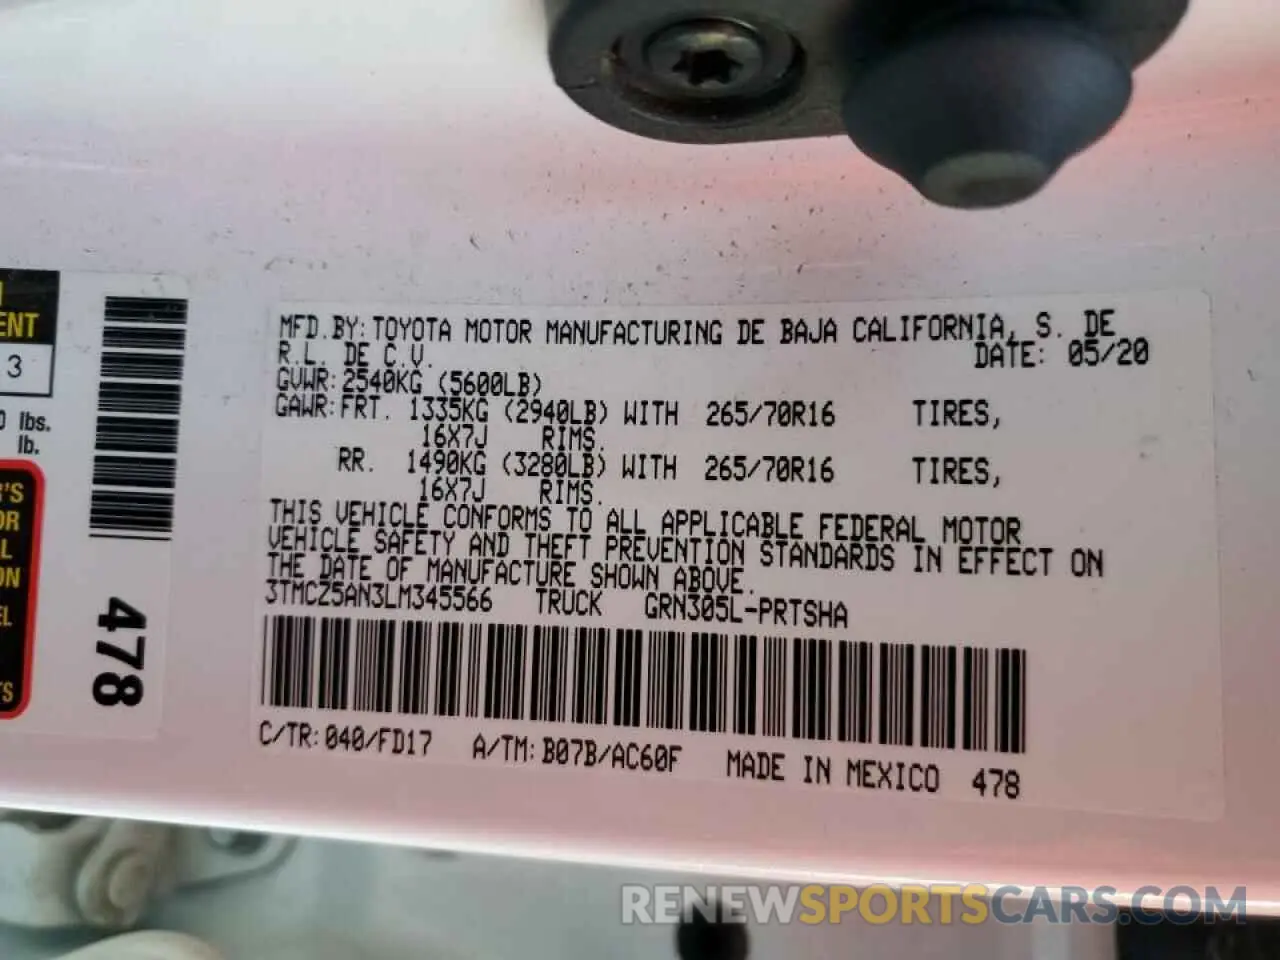 MFD.BY: TOYOTA MOTOR MANUFACTURING DE BAJA CALIFORNIA, S. DE
R.L. DE C.V.
DATE: 05/20
GVWR: 2540KG (5600LB)
GAWR: FRT. 1335KG (2940LB) WITH 265/70R16 TIRES,
16X7J RIMS.
RR. 1490KG (3280LB) WITH 265/70R16 TIRES,
16X7J RIMS.
THIS VEHICLE CONFORMS TO ALL APPLICABLE FEDERAL MOTOR
VEHICLE SAFETY AND THEFT PREVENTION STANDARDS IN EFFECT ON
THE DATE OF MANUFACTURE SHOWN ABOVE.
3TMCZ5AN3LM345566 TRUCK GRN305L-PRTSHA
C/TR: 040/FD17 A/TM: B07B/AC60F MADE IN MEXICO 478
478
3
lbs.
lb.
RENEWSPORTSCARS.COM